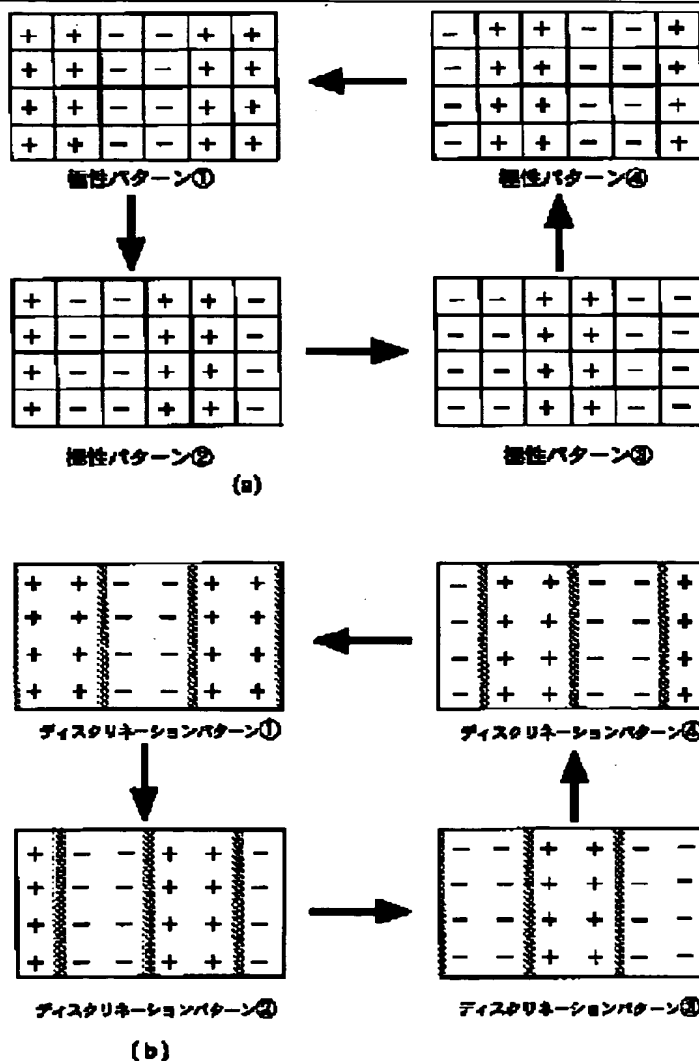 + + − − + +
+ + − − + +
+ + − − + +
+ + − − + +
極性パターン①
− + + − − +
− + + − − +
− + + − − +
− + + − − +
極性パターン④
+ − − + + −
+ − − + + −
+ − − + + −
+ − − + + −
極性パターン②
− − + + − −
− − + + − −
− − + + − −
− − + + − −
極性パターン③
(a)
+ + − − + +
+ + − − + +
+ + − − + +
+ + − − + +
ディスクリネーションパターン①
− + + − − +
− + + − − +
− + + − − +
− + + − − +
ディスクリネーションパターン④
+ − − + + −
+ − − + + −
+ − − + + −
+ − − + + −
ディスクリネーションパターン②
− − + + − −
− − + + − −
− − + + − −
− − + + − −
ディスクリネーションパターン③
(b)